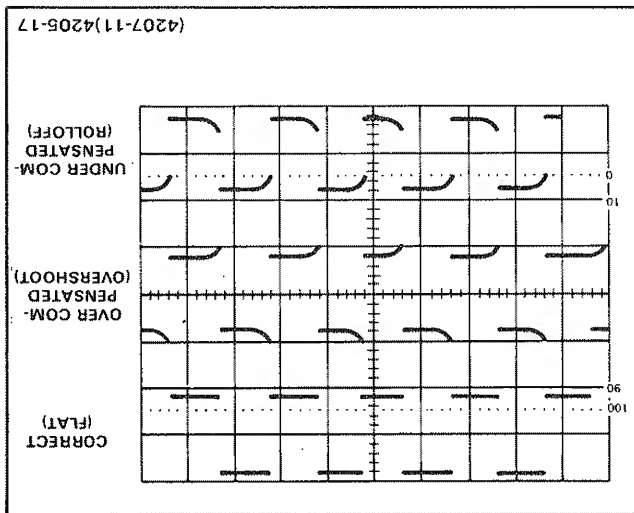 CORRECT
(FLAT)
100
90
OVER COM-
PENSATED
(OVERSHOOT)
10
0
UNDER COM-
PENSATED
(ROLLOFF)
(4207-11)4205-17